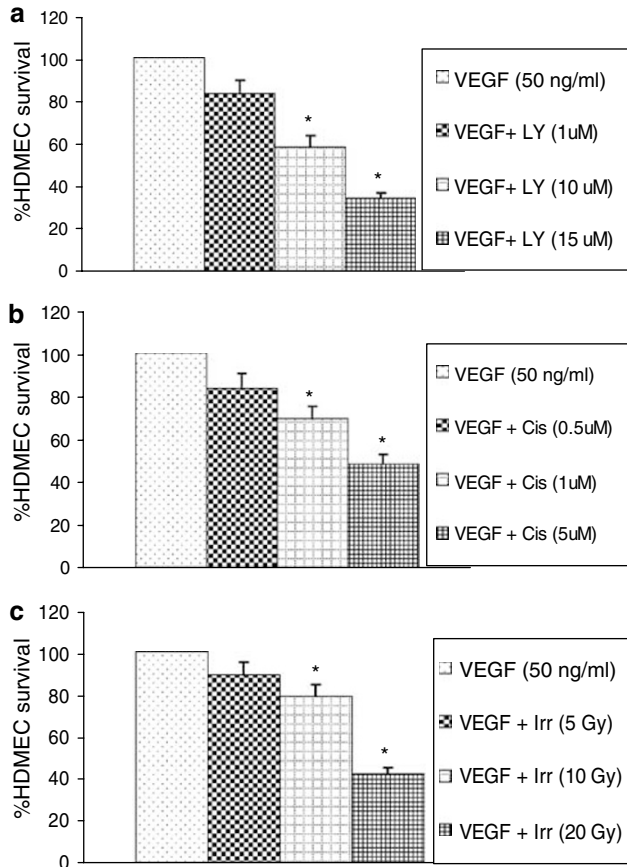 a
%HDMEC survival
120
100
80
60
40
20
0
*
*
VEGF (50 ng/ml)
VEGF+ LY (1uM)
VEGF+ LY (10 uM)
VEGF+ LY (15 uM)
b
%HDMEC survival
120
100
80
60
40
20
0
*
*
VEGF (50 ng/ml)
VEGF + Cis (0.5uM)
VEGF + Cis (1uM)
VEGF + Cis (5uM)
c
%HDMEC survival
120
100
80
60
40
20
0
*
*
VEGF (50 ng/ml)
VEGF + Irr (5 Gy)
VEGF + Irr (10 Gy)
VEGF + Irr (20 Gy)